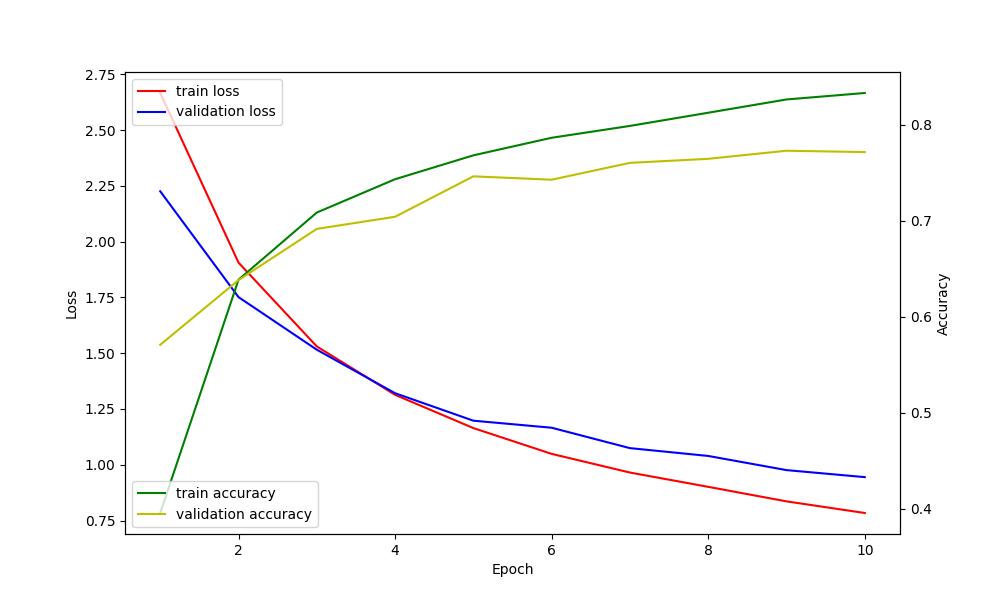 train loss
validation loss
train accuracy
validation accuracy
2.75
2.50
2.25
2.00
1.75
1.50
1.25
1.00
0.75
Loss
2
4
6
8
10
Epoch
0.8
0.7
0.6
0.5
0.4
Accuracy